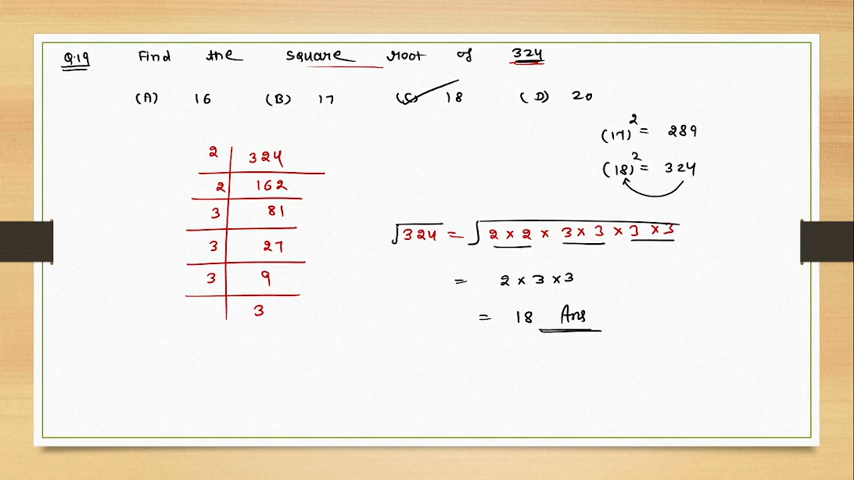 Q.19 Find the square root of 324
(A) 16 (B) 17 (C) 18 (D) 20
(17)² = 289
(18)² = 324
2 | 324
2 | 162
3 | 81
3 | 27
3 | 9
3
√324 = √2 × 2 × 3 × 3 × 3 × 3
= 2 × 3 × 3
= 18 Ans